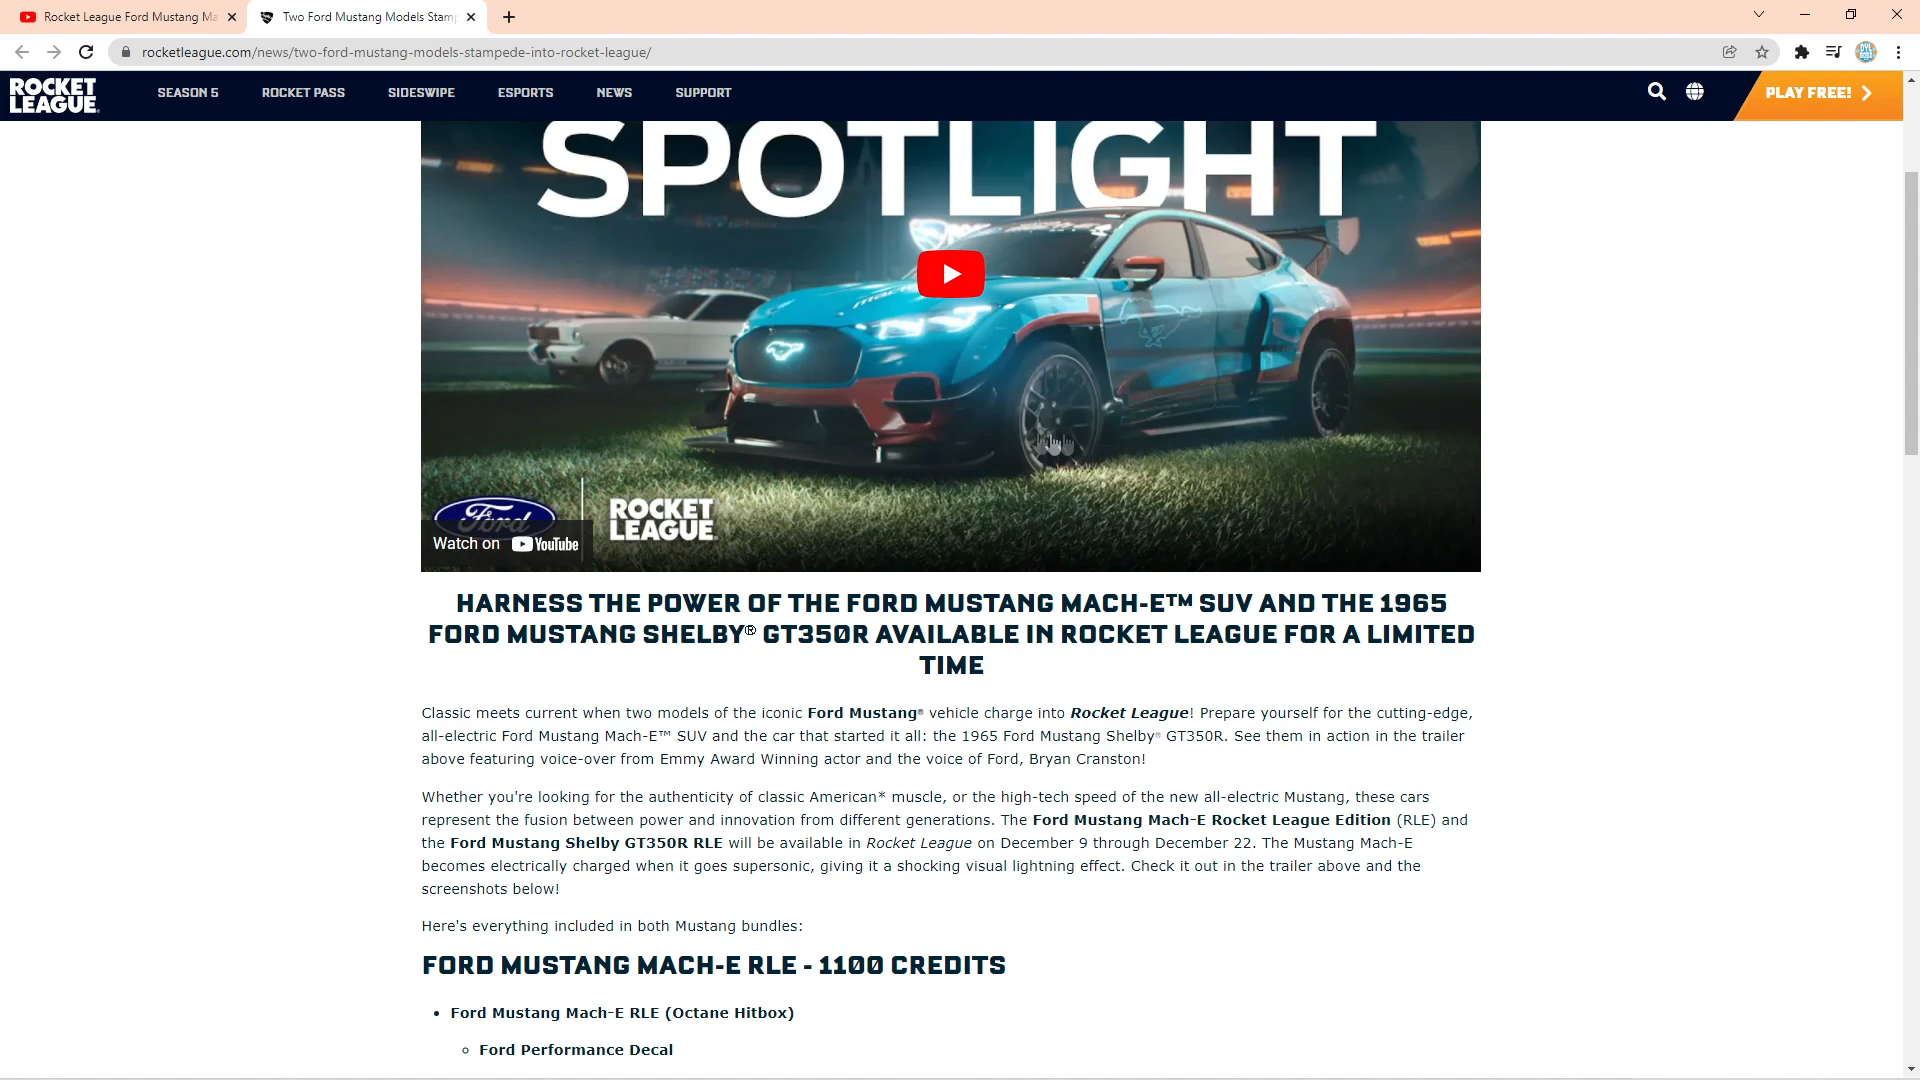 Rocket League Ford Mustang Ma
Two Ford Mustang Models Stamp
rocketleague.com/news/two-ford-mustang-models-stampede-into-rocket-league/
ROCKET
LEAGUE
SEASON 5
ROCKET PASS
SIDESWIPE
ESPORTS
NEWS
SUPPORT
PLAY FREE!
SPOTLIGHT
Ford
ROCKET
LEAGUE
Watch on YouTube
HARNESS THE POWER OF THE FORD MUSTANG MACH-E™ SUV AND THE 1965
FORD MUSTANG SHELBY® GT350R AVAILABLE IN ROCKET LEAGUE FOR A LIMITED
TIME
Classic meets current when two models of the iconic Ford Mustang® vehicle charge into Rocket League! Prepare yourself for the cutting-edge,
all-electric Ford Mustang Mach-E™ SUV and the car that started it all: the 1965 Ford Mustang Shelby® GT350R. See them in action in the trailer
above featuring voice-over from Emmy Award Winning actor and the voice of Ford, Bryan Cranston!
Whether you're looking for the authenticity of classic American* muscle, or the high-tech speed of the new all-electric Mustang, these cars
represent the fusion between power and innovation from different generations. The Ford Mustang Mach-E Rocket League Edition (RLE) and
the Ford Mustang Shelby GT350R RLE will be available in Rocket League on December 9 through December 22. The Mustang Mach-E
becomes electrically charged when it goes supersonic, giving it a shocking visual lightning effect. Check it out in the trailer above and the
screenshots below!
Here's everything included in both Mustang bundles:
FORD MUSTANG MACH-E RLE - 1100 CREDITS
• Ford Mustang Mach-E RLE (Octane Hitbox)
○ Ford Performance Decal